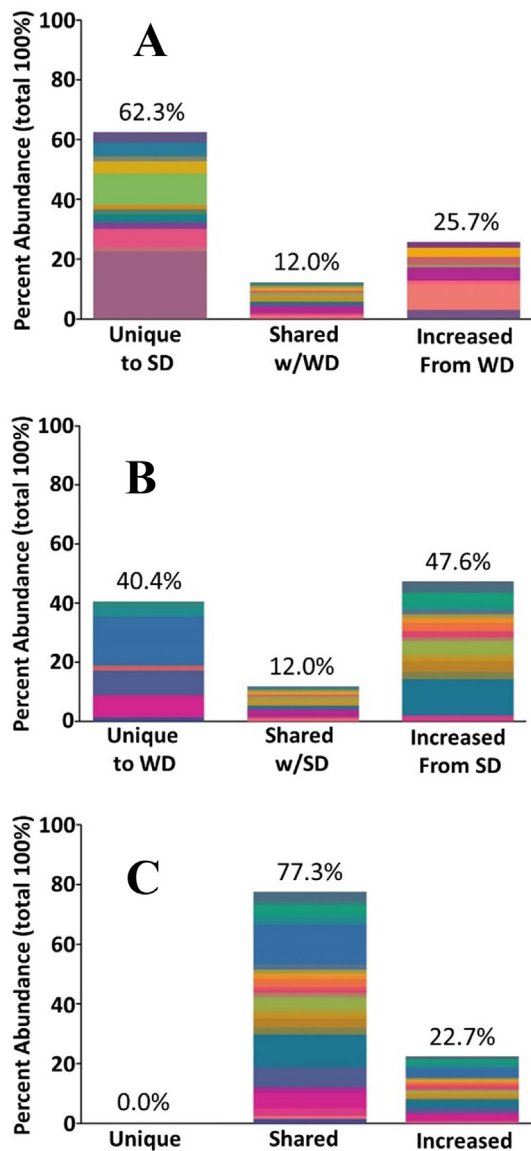 Percent Abundance (total 100%)
100
80
60
40
20
0
A
62.3%
12.0%
25.7%
Unique
to SD
Shared
w/WD
Increased
From WD
Percent Abundance (total 100%)
100
80
60
40
20
0
B
40.4%
12.0%
47.6%
Unique
to WD
Shared
w/SD
Increased
From SD
Percent Abundance (total 100%)
100
80
60
40
20
0
C
0.0%
77.3%
22.7%
Unique
Shared
Increased